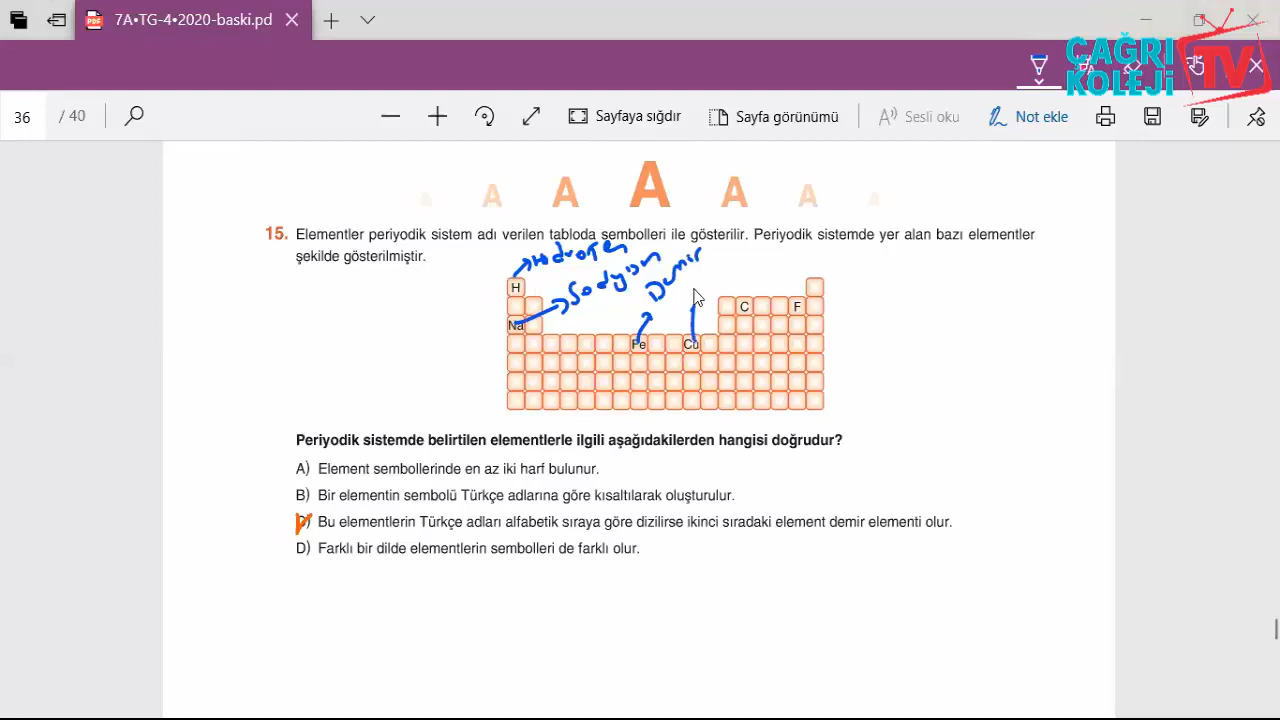 7A•TG-4•2020-baski.pd
ÇAĞRI
KOLEJİ
TV
36 / 40
Sayfaya sığdır
Sayfa görünümü
Sesli oku
Not ekle
A A A A A A A
15. Elementler periyodik sistem adı verilen tabloda sembolleri ile gösterilir. Periyodik sistemde yer alan bazı elementler
şekilde gösterilmiştir.
Sodyum
Demir
H
C F
Na
Fe Cu
Periyodik sistemde belirtilen elementlerle ilgili aşağıdakilerden hangisi doğrudur?
A) Element sembollerinde en az iki harf bulunur.
B) Bir elementin sembolü Türkçe adlarına göre kısaltılarak oluşturulur.
Bu elementlerin Türkçe adları alfabetik sıraya göre dizilirse ikinci sıradaki element demir elementi olur.
D) Farklı bir dilde elementlerin sembolleri de farklı olur.